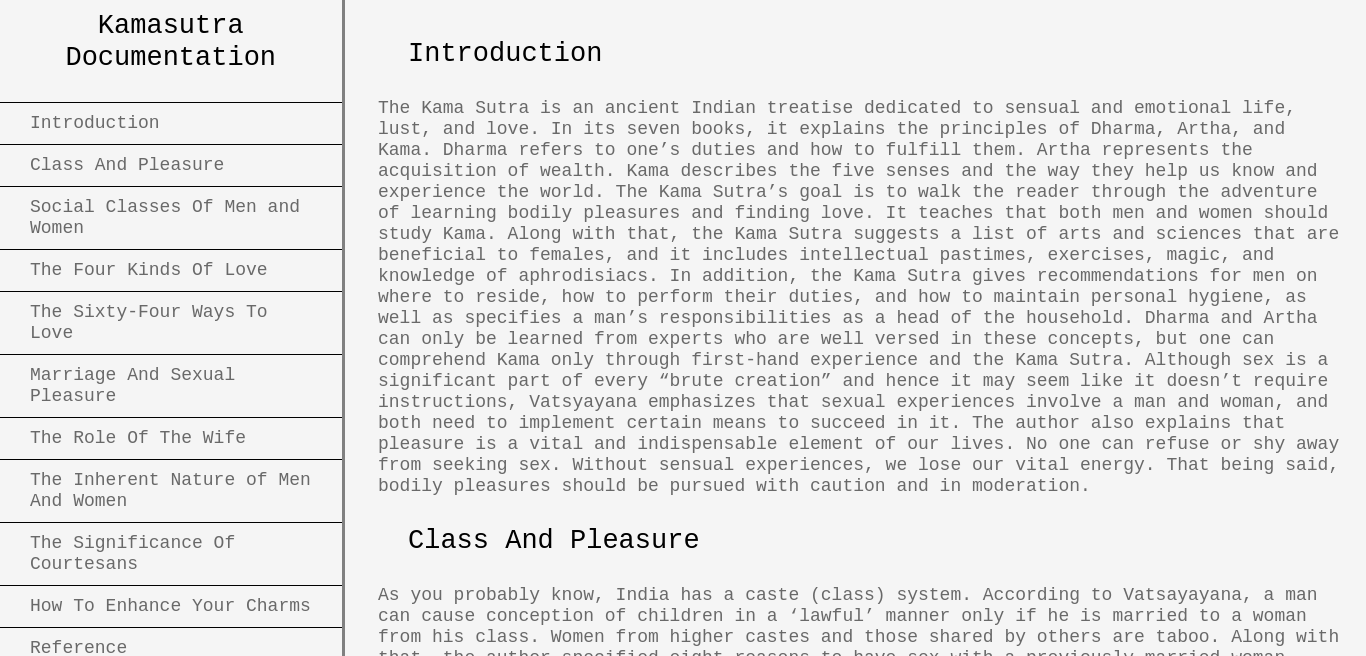 Kamasutra
Documentation
Introduction
Class And Pleasure
Social Classes Of Men and
Women
The Four Kinds Of Love
The Sixty-Four Ways To
Love
Marriage And Sexual
Pleasure
The Role Of The Wife
The Inherent Nature of Men
And Women
The Significance Of
Courtesans
How To Enhance Your Charms
Reference
Introduction
The Kama Sutra is an ancient Indian treatise dedicated to sensual and emotional life,
lust, and love. In its seven books, it explains the principles of Dharma, Artha, and
Kama. Dharma refers to one’s duties and how to fulfill them. Artha represents the
acquisition of wealth. Kama describes the five senses and the way they help us know and
experience the world. The Kama Sutra’s goal is to walk the reader through the adventure
of learning bodily pleasures and finding love. It teaches that both men and women should
study Kama. Along with that, the Kama Sutra suggests a list of arts and sciences that are
beneficial to females, and it includes intellectual pastimes, exercises, magic, and
knowledge of aphrodisiacs. In addition, the Kama Sutra gives recommendations for men on
where to reside, how to perform their duties, and how to maintain personal hygiene, as
well as specifies a man’s responsibilities as a head of the household. Dharma and Artha
can only be learned from experts who are well versed in these concepts, but one can
comprehend Kama only through first-hand experience and the Kama Sutra. Although sex is a
significant part of every “brute creation” and hence it may seem like it doesn’t require
instructions, Vatsyayana emphasizes that sexual experiences involve a man and woman, and
both need to implement certain means to succeed in it. The author also explains that
pleasure is a vital and indispensable element of our lives. No one can refuse or shy away
from seeking sex. Without sensual experiences, we lose our vital energy. That being said,
bodily pleasures should be pursued with caution and in moderation.
Class And Pleasure
As you probably know, India has a caste (class) system. According to Vatsayayana, a man
can cause conception of children in a ‘lawful’ manner only if he is married to a woman
from his class. Women from higher castes and those shared by others are taboo. Along with
that, the author specified eight reasons to have sex with a previously married woman.